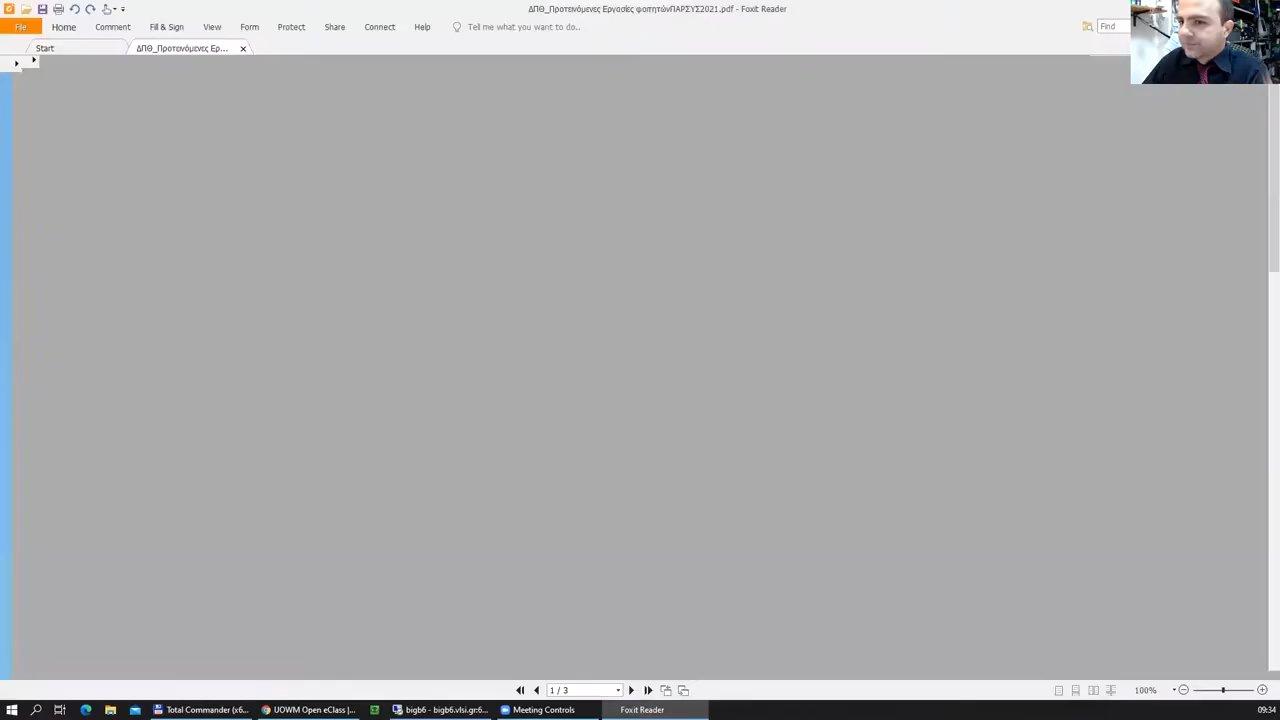 ΔΠΘ_Προτεινόμενες Εργασίες φοιτητώνΠΑΡΣΥΣ2021.pdf - Foxit Reader
File Home Comment Fill & Sign View Form Protect Share Connect Help Tell me what you want to do.. Find
Start ΔΠΘ_Προτεινόμενες Ερ...
1 / 3 100%
Total Commander (x6... UOWM Open eClass |... bigb6 - bigb6.vlsi.gr:6... Meeting Controls Foxit Reader 09:34